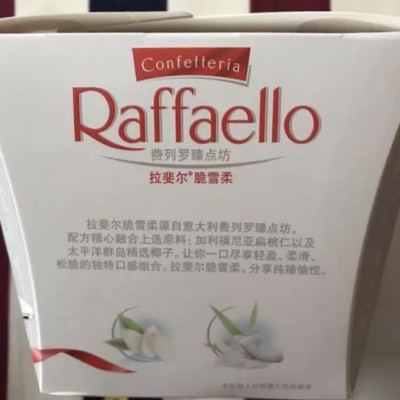 Confetteria
Raffaello
费列罗臻点坊
拉斐尔®脆雪柔
拉斐尔脆雪柔源自意大利费列罗臻点坊，
配方精心融合上选原料：加利福尼亚扁桃仁以及
太平洋群岛精选椰子。让你一口尽享轻盈、柔滑、
松脆的独特口感组合。拉斐尔脆雪柔，分享纯臻愉悦。